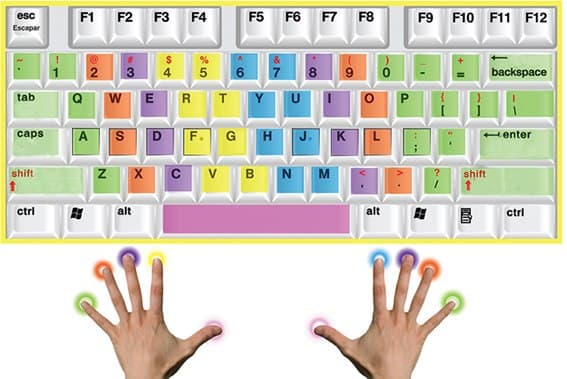 esc F1 F2 F3 F4 F5 F6 F7 F8 F9 F10 F11 F12
Escapar
~ ! @ # $ % ^ & * ( ) - + ←
` 1 2 3 4 5 6 7 8 9 0 - = backspace
tab Q W E R T Y U I O P { [ } ] | \
caps A S D F G H J K L : ; " ' ↵ enter
shift Z X C V B N M < , > . ? / shift
ctrl alt alt ctrl